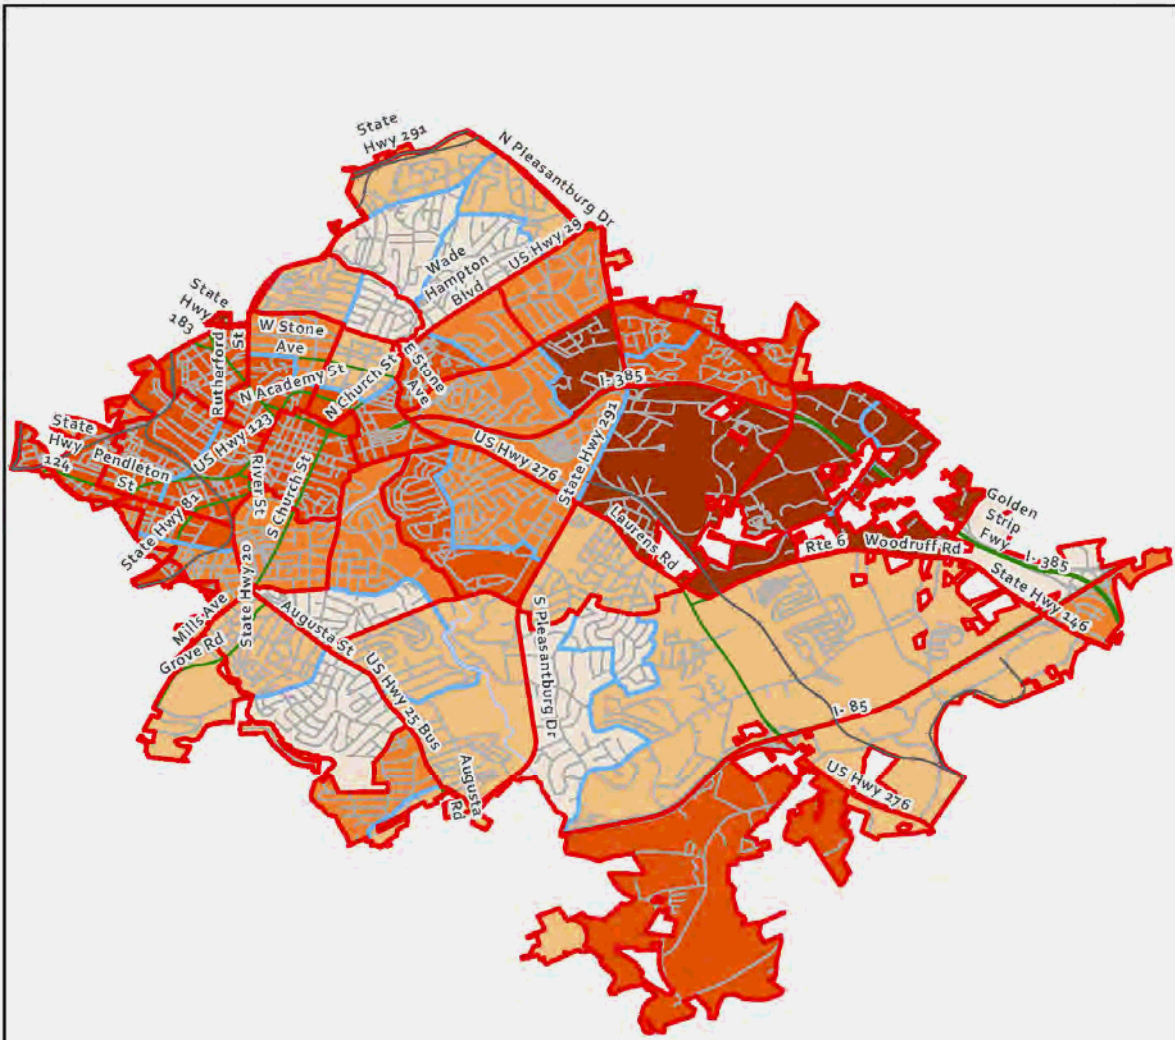 State
Hwy 291
N Pleasantburg Dr
US Hwy 29
Wade
Hampton
Blvd
State
Hwy
183
Rutherford
St
W Stone
Ave
E Stone
Ave
N Academy St
N Church St
I-385
State
Hwy
124
Pendleton
St
US Hwy 123
River St
S Church St
US Hwy 276
State Hwy 291
State Hwy 81
Laurens Rd
Rte 6
Woodruff Rd
Golden
Strip
Fwy
I-385
State Hwy 146
State Hwy 20
Mills Ave
Grove Rd
Augusta St
US Hwy 25 Bus
S Pleasantburg Dr
I-85
Augusta
Rd
US Hwy 276